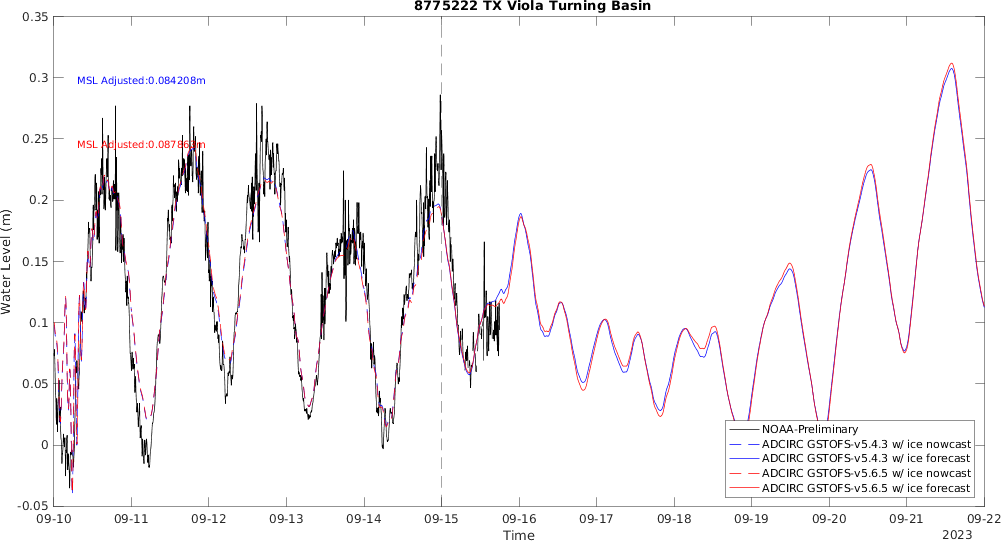 8775222 TX Viola Turning Basin
0.35
0.3
0.25
0.2
0.15
0.1
0.05
0
-0.05
Water Level (m)
MSL Adjusted:0.084208m
MSL Adjusted:0.08786 m
NOAA-Preliminary
ADCIRC GSTOFS-v5.4.3 w/ ice nowcast
ADCIRC GSTOFS-v5.4.3 w/ ice forecast
ADCIRC GSTOFS-v5.6.5 w/ ice nowcast
ADCIRC GSTOFS-v5.6.5 w/ ice forecast
09-10 09-11 09-12 09-13 09-14 09-15 09-16 09-17 09-18 09-19 09-20 09-21 09-22
Time
2023